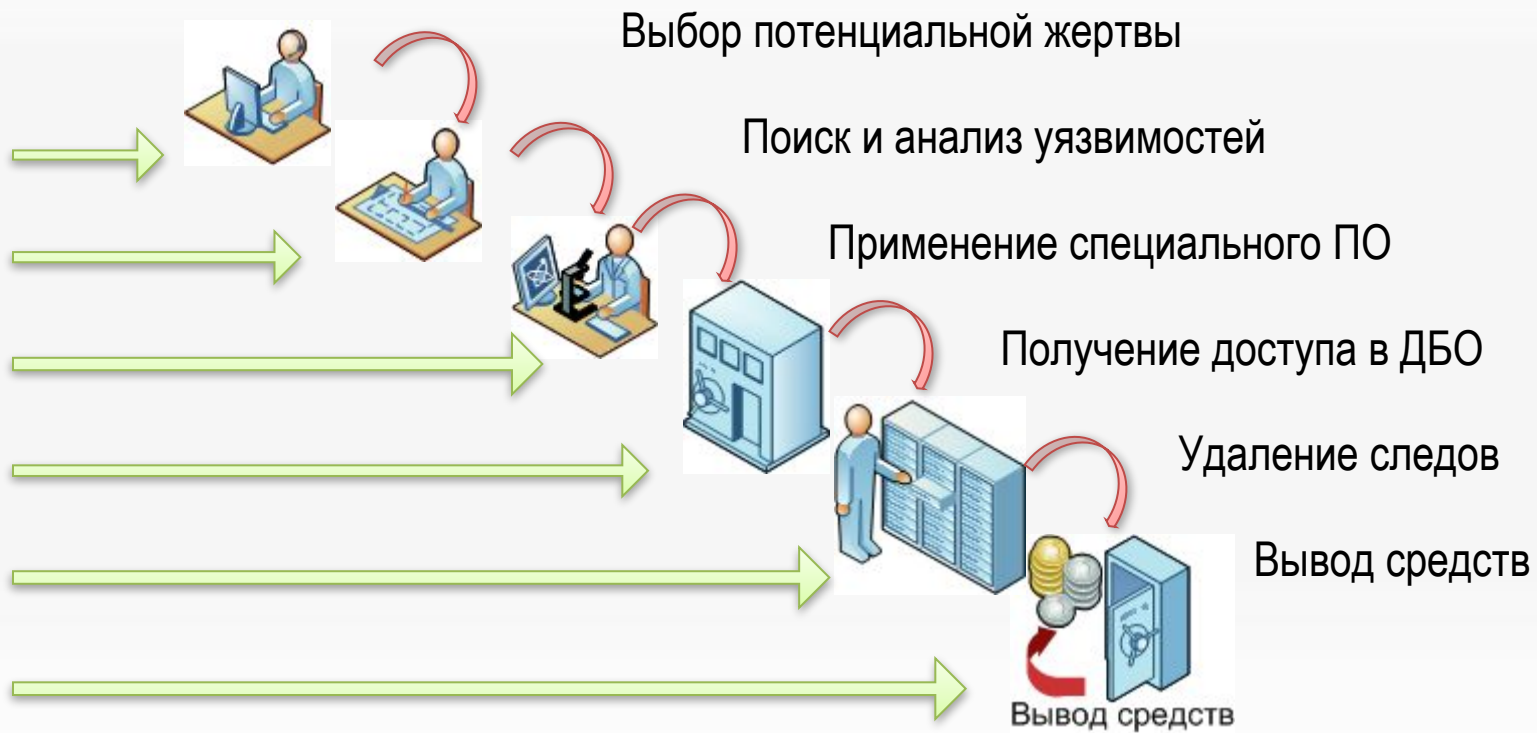 Выбор потенциальной жертвы
Поиск и анализ уязвимостей
Применение специального ПО
Получение доступа в ДБО
Удаление следов
Вывод средств
Вывод средств